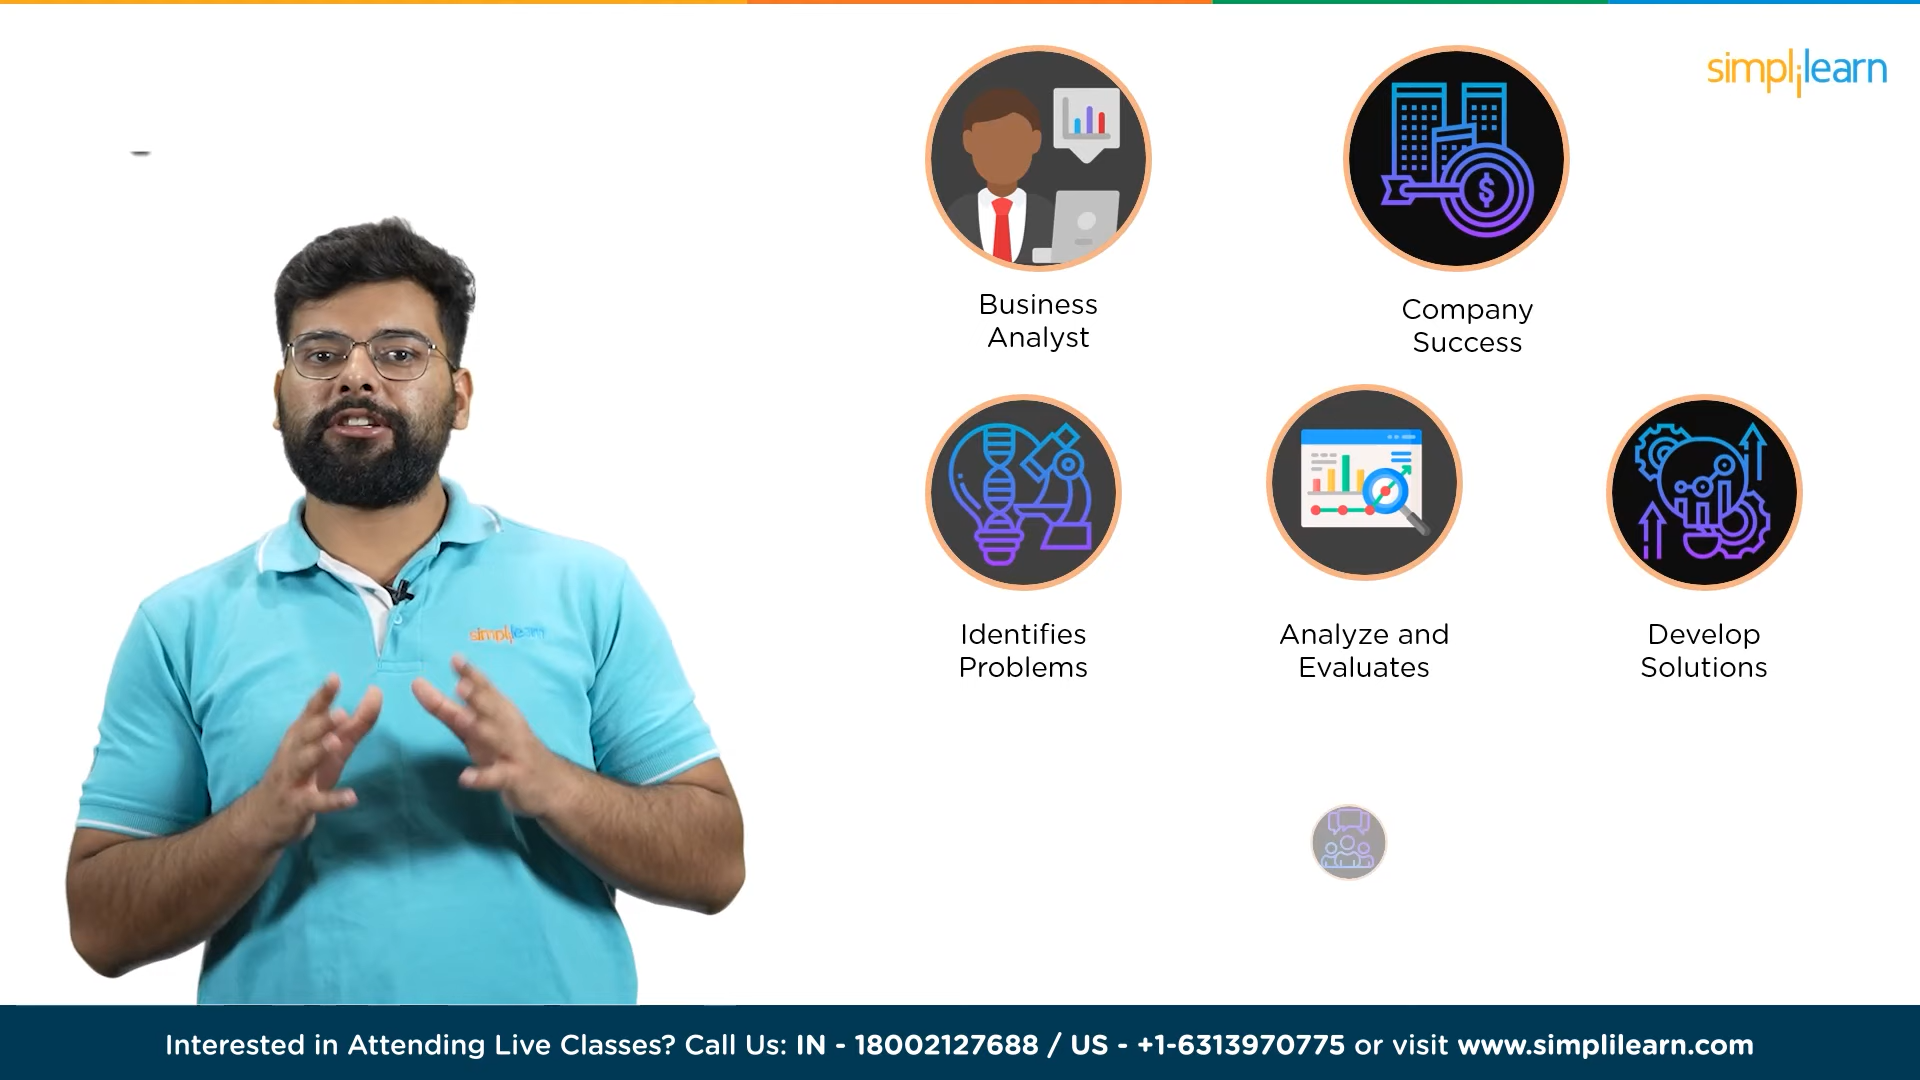 simplilearn
Business
Analyst
Company
Success
Identifies
Problems
Analyze and
Evaluates
Develop
Solutions
simplilearn
Interested in Attending Live Classes? Call Us: IN - 18002127688 / US - +1-6313970775 or visit www.simplilearn.com